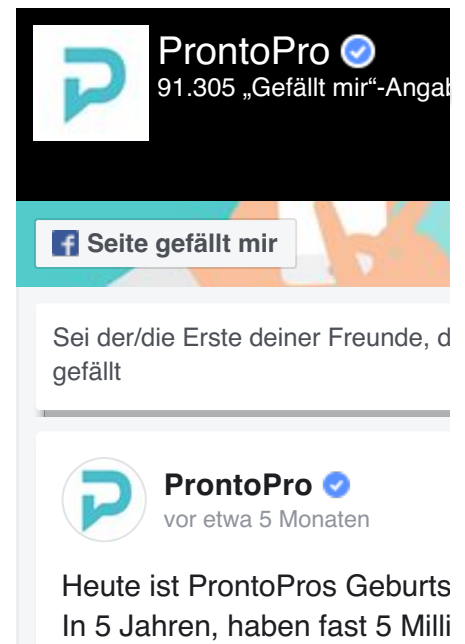 ProntoPro
91.305 „Gefällt mir“-Angab
Seite gefällt mir
Sei der/die Erste deiner Freunde, d
gefällt
ProntoPro
vor etwa 5 Monaten
Heute ist ProntoPros Geburts
In 5 Jahren, haben fast 5 Milli